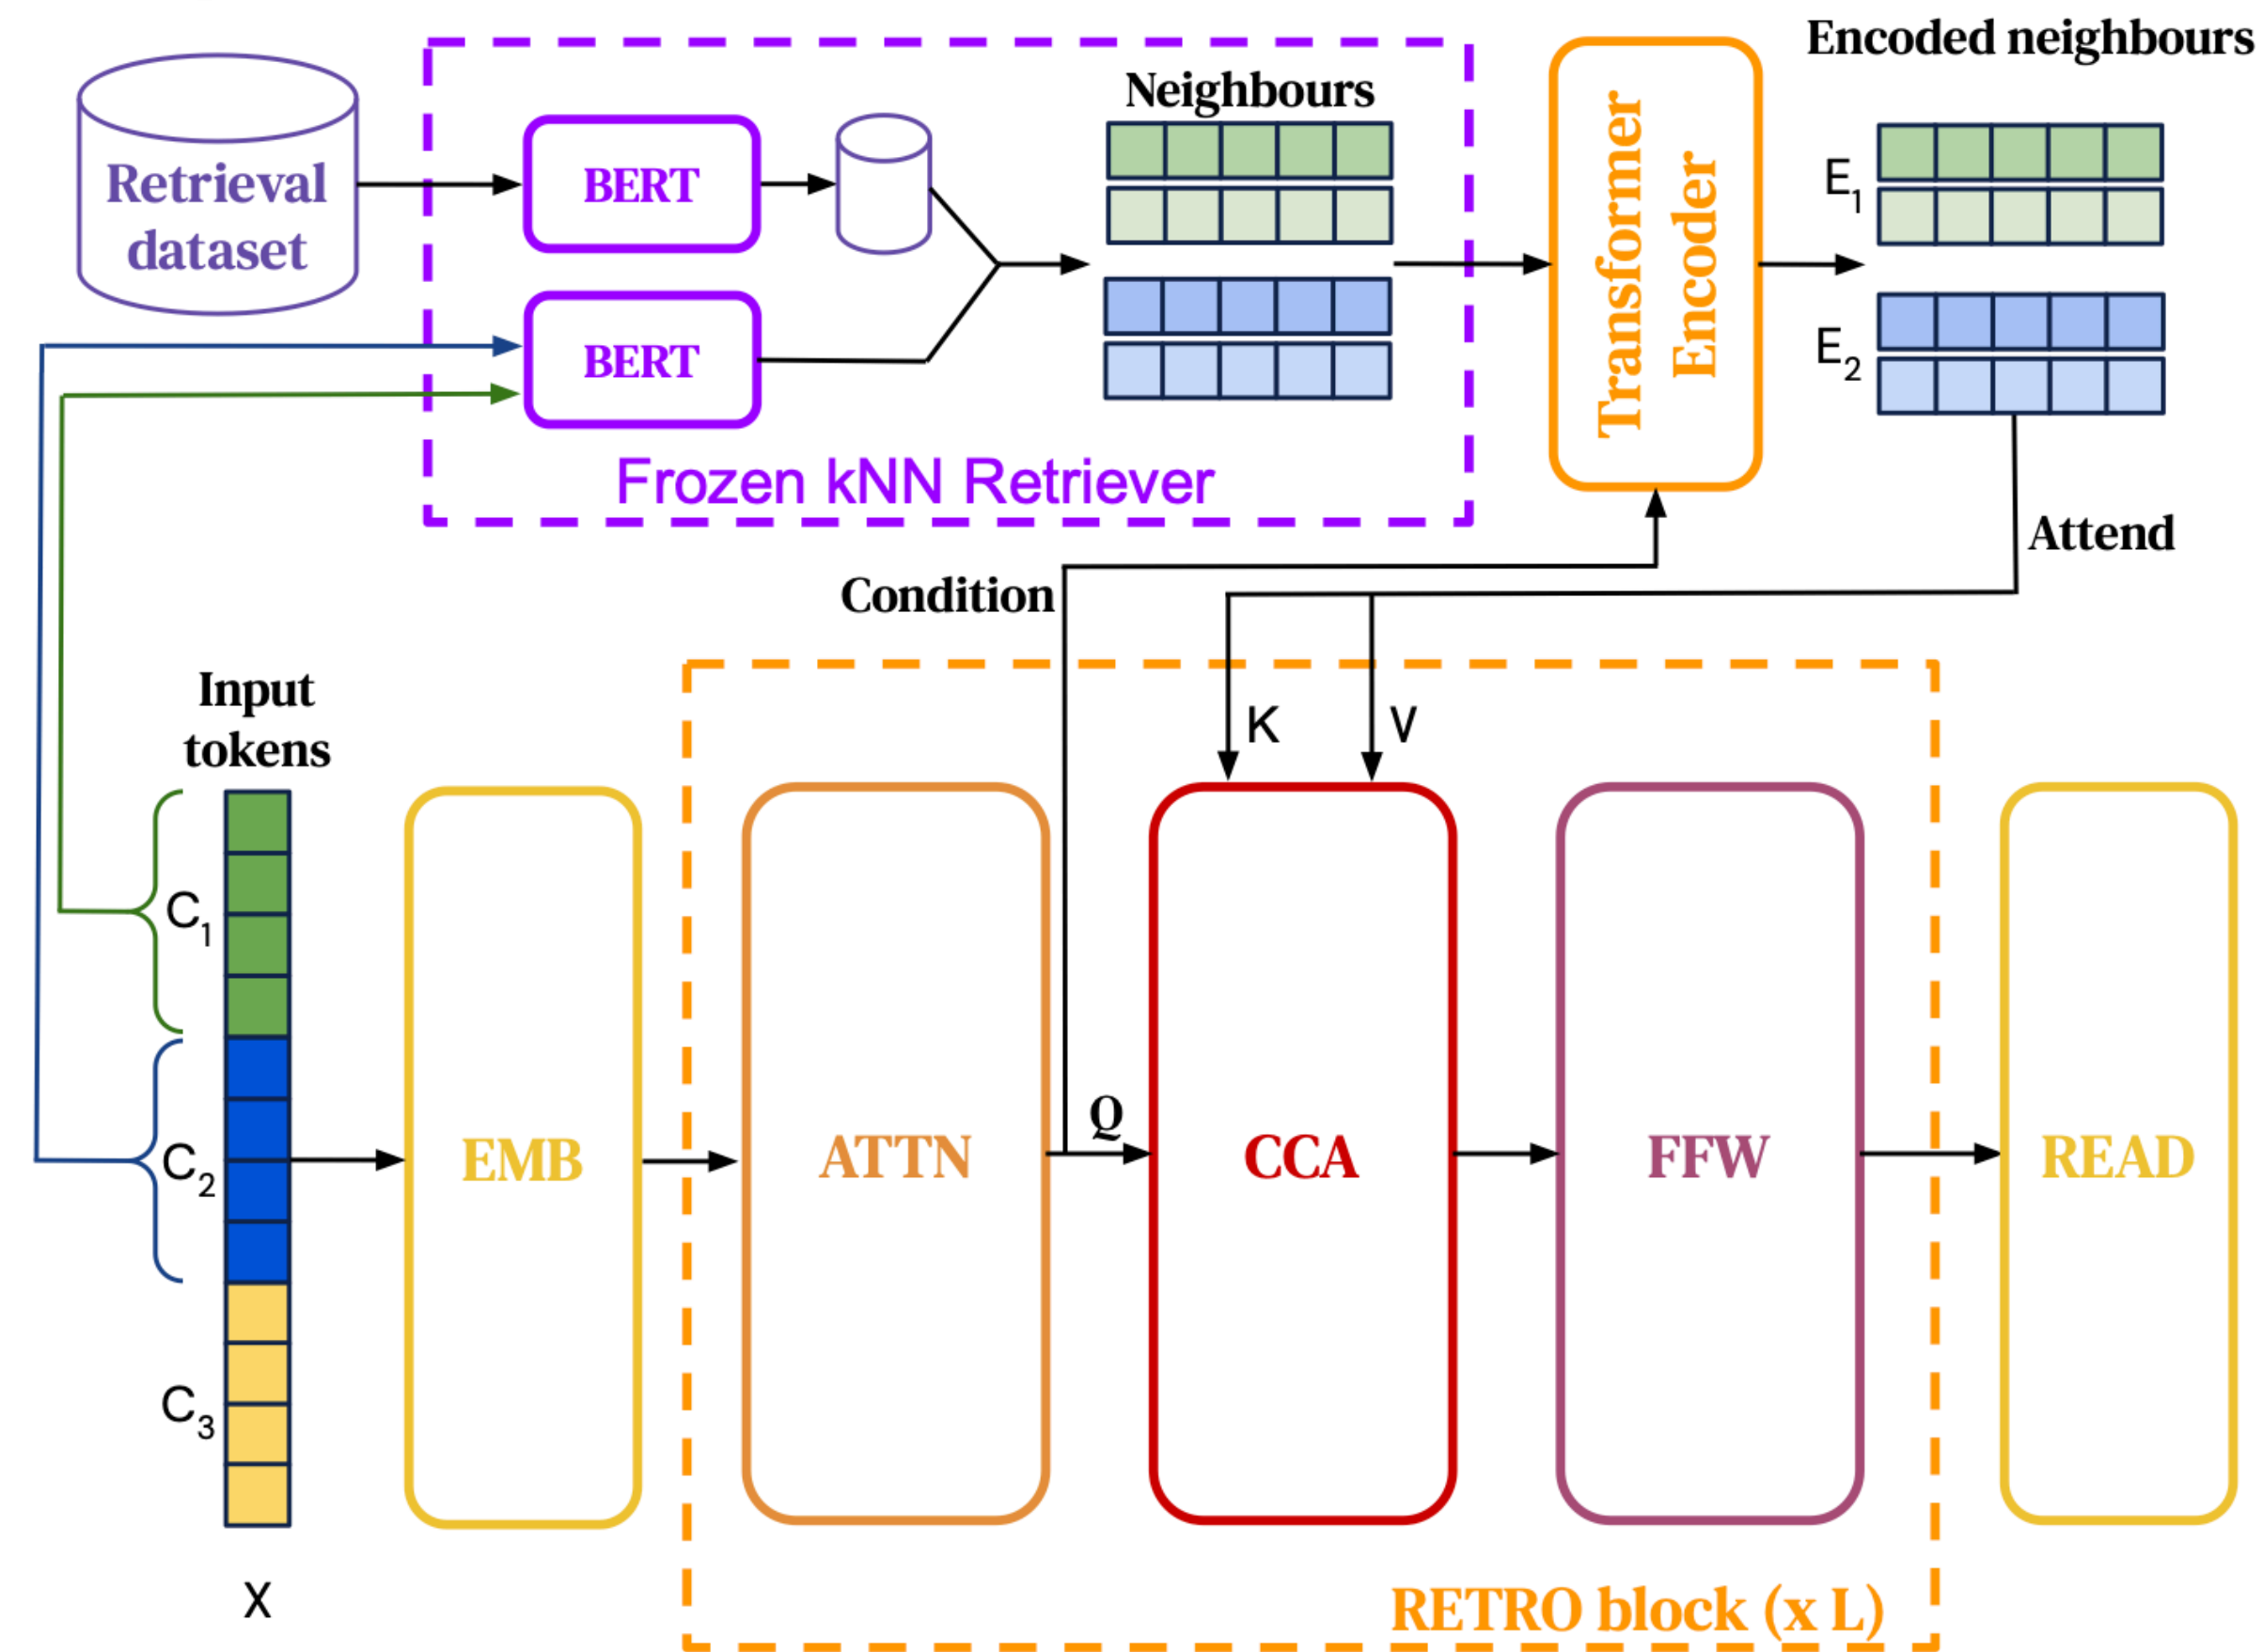 Encoded neighbours
Neighbours
Retrieval
dataset
BERT
BERT
Transformer
Encoder
E1
E2
Frozen kNN Retriever
Attend
Condition
Input
tokens
K
V
C1
Q
C2
EMB
ATTN
CCA
FFW
READ
C3
X
RETRO block (x L)